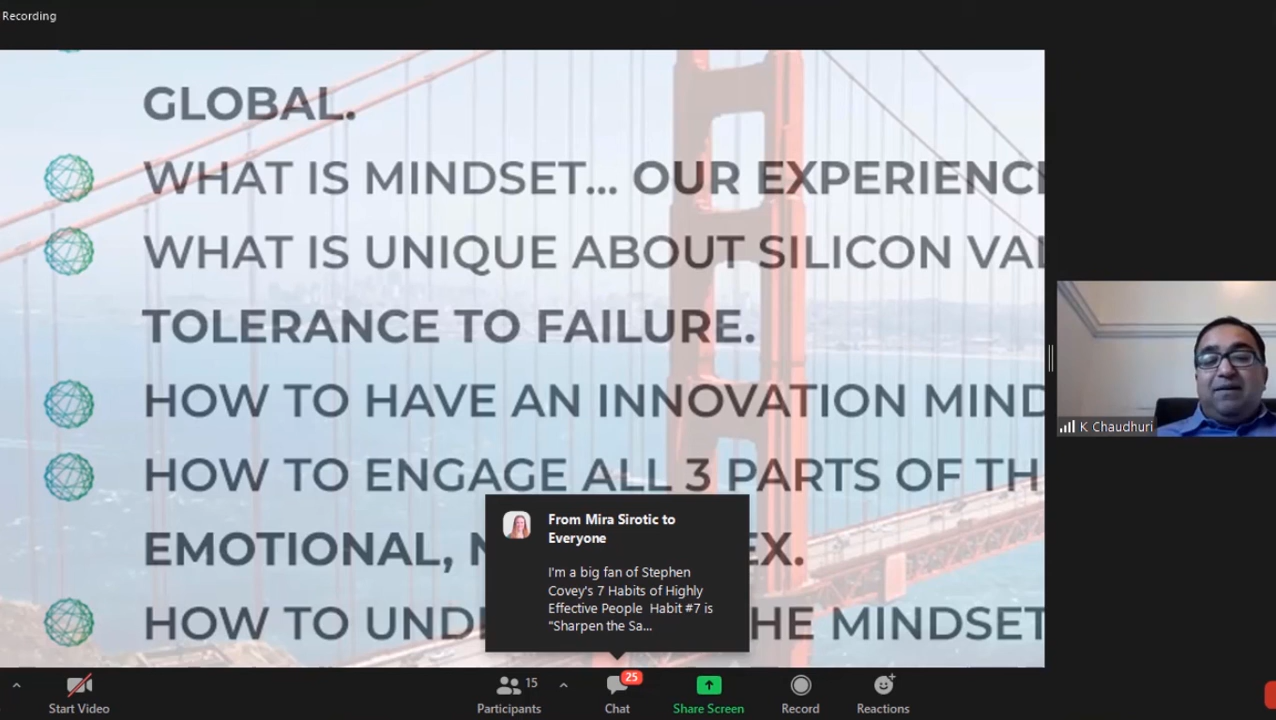 Recording
GLOBAL.
WHAT IS MINDSET... OUR EXPERIENC
WHAT IS UNIQUE ABOUT SILICON VAL
TOLERANCE TO FAILURE.
HOW TO HAVE AN INNOVATION MIND
HOW TO ENGAGE ALL 3 PARTS OF TH
EMOTIONAL, EX.
HOW TO UND HE MINDSET
From Mira Sirotic to
Everyone
I'm a big fan of Stephen
Covey's 7 Habits of Highly
Effective People Habit #7 is
"Sharpen the Sa...
K Chaudhuri
Start Video
15
Participants
25
Chat
Share Screen
Record
Reactions